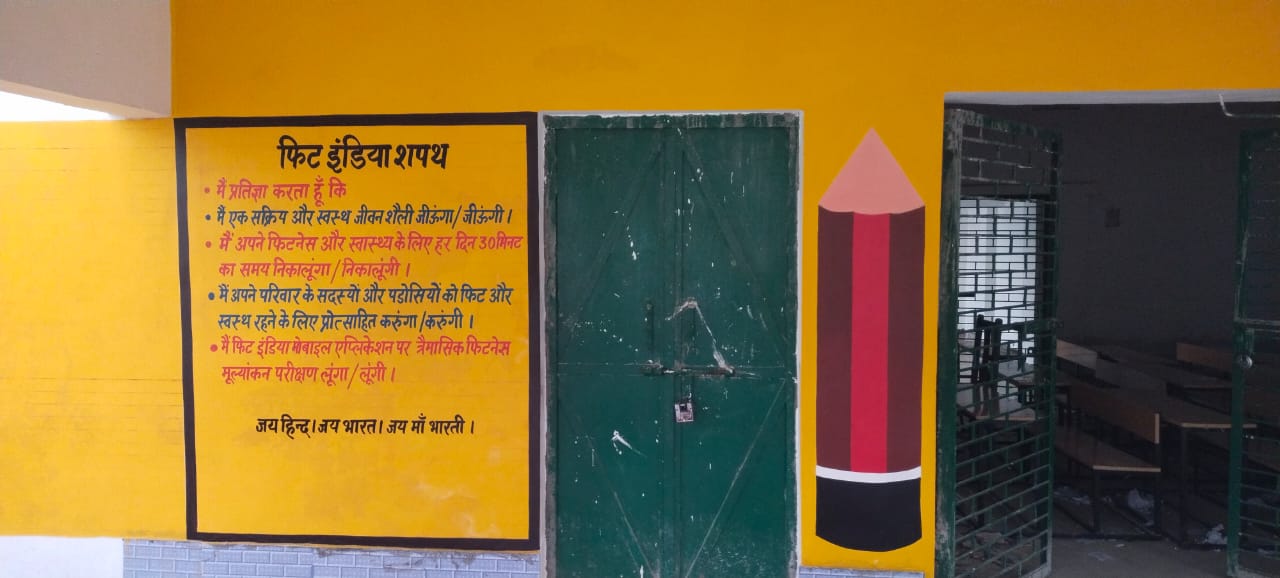 फिट इंडिया शपथ
• मैं प्रतिज्ञा करता हूँ कि
• मैं एक सक्रिय और स्वस्थ जीवन शैली जीऊंगा/जीऊंगी।
• मैं अपने फिटनेस और स्वास्थ्य के लिए हर दिन 30 मिनट
का समय निकालूंगा/निकालूंगी।
• मैं अपने परिवार के सदस्यों और पडोसियों को फिट और
स्वस्थ रहने के लिए प्रोत्साहित करुंगा/करुंगी।
• मैं फिट इंडिया मोबाइल एप्लिकेशन पर त्रैमासिक फिटनेस
मूल्यांकन परीक्षण लूंगा/लूंगी।
जय हिन्द। जय भारत। जय माँ भारती।